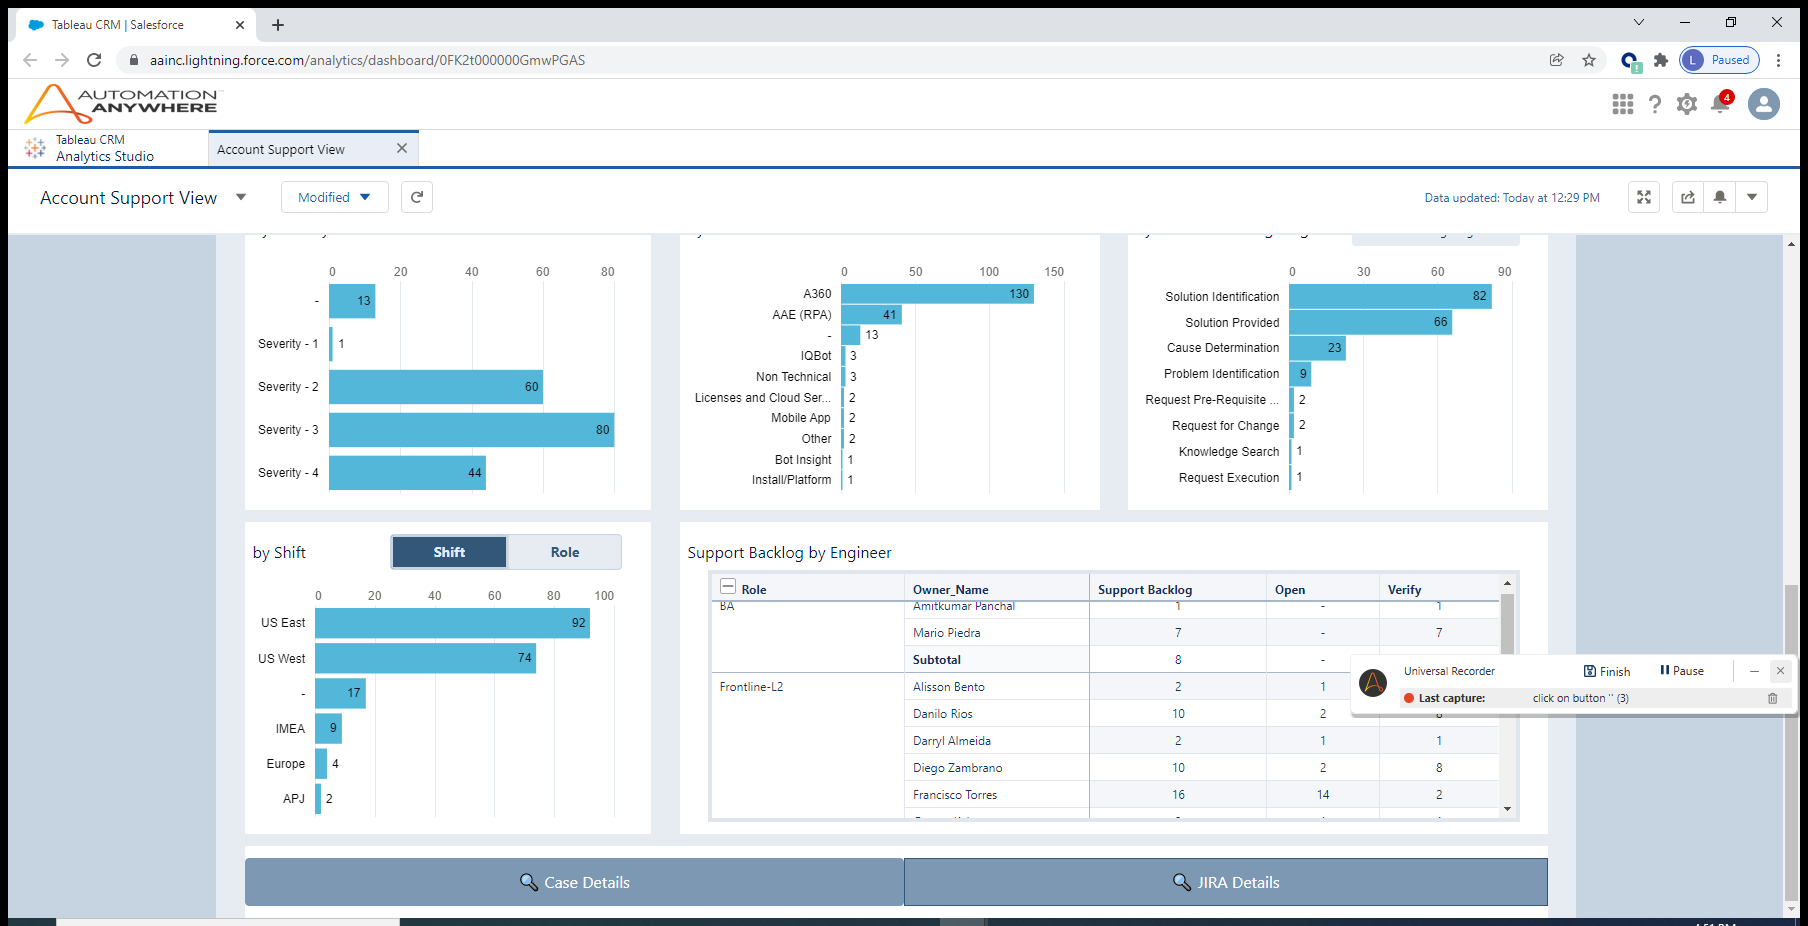 Tableau CRM | Salesforce
aainc.lightning.force.com/analytics/dashboard/0FK2t000000GmwPGAS
L Paused
AUTOMATION
ANYWHERE
4
Tableau CRM
Analytics Studio
Account Support View
Account Support View
Modified
Data updated: Today at 12:29 PM
0 20 40 60 80
- 13
Severity - 1 1
Severity - 2 60
Severity - 3 80
Severity - 4 44
0 50 100 150
A360 130
AAE (RPA) 41
- 13
IQBot 3
Non Technical 3
Licenses and Cloud Ser... 2
Mobile App 2
Other 2
Bot Insight 1
Install/Platform 1
0 30 60 90
Solution Identification 82
Solution Provided 66
Cause Determination 23
Problem Identification 9
Request Pre-Requisite ... 2
Request for Change 2
Knowledge Search 1
Request Execution 1
by Shift Shift Role
0 20 40 60 80 100
US East 92
US West 74
- 17
IMEA 9
Europe 4
APJ 2
Support Backlog by Engineer
Role Owner_Name Support Backlog Open Verify
BA Amitkumar Panchal 1 - 1
Mario Piedra 7 - 7
Subtotal 8 -
Frontline-L2 Alisson Bento 2 1
Danilo Rios 10 2 8
Darryl Almeida 2 1 1
Diego Zambrano 10 2 8
Francisco Torres 16 14 2
Universal Recorder Finish Pause
Last capture: click on button '' (3)
Case Details
JIRA Details